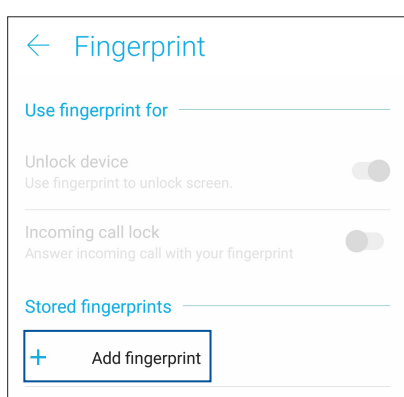 Fingerprint
Use fingerprint for
Unlock device
Use fingerprint to unlock screen.
Incoming call lock
Answer incoming call with your fingerprint
Stored fingerprints
+ Add fingerprint